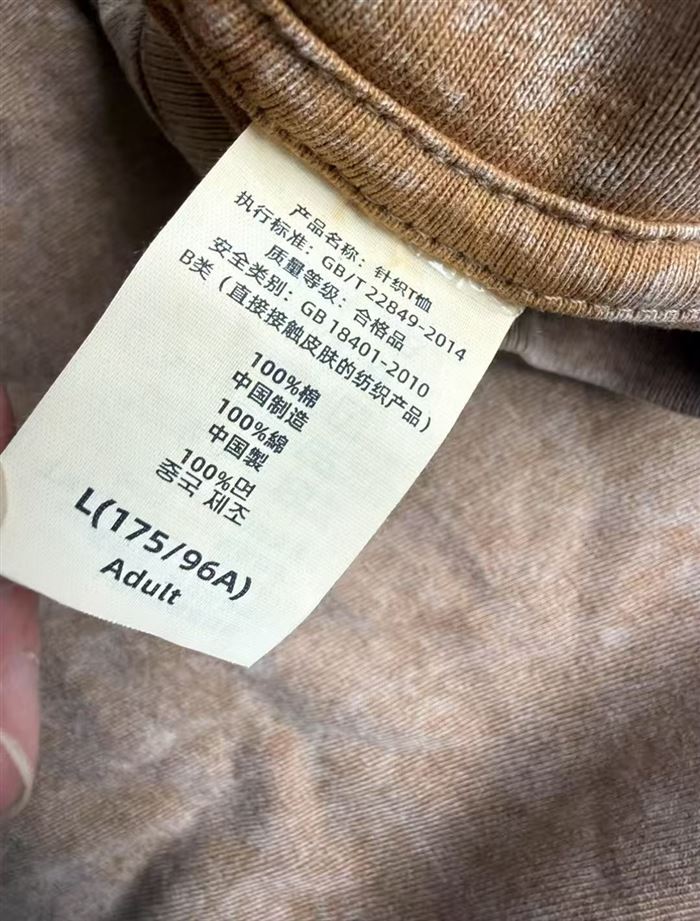 产品名称：针织T恤
执行标准：GB/T 22849-2014
质量等级：合格品
安全类别：GB 18401-2010
B类（直接接触皮肤的纺织产品）
100%棉
中国制造
100%綿
中国製
100%면
중국 제조
L(175/96A)
Adult